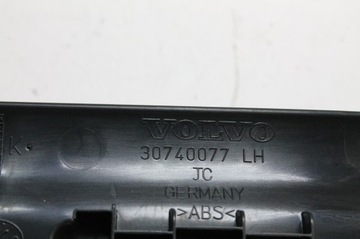 VOLVO
30740077 LH
K
JC
GERMANY
>ABS<